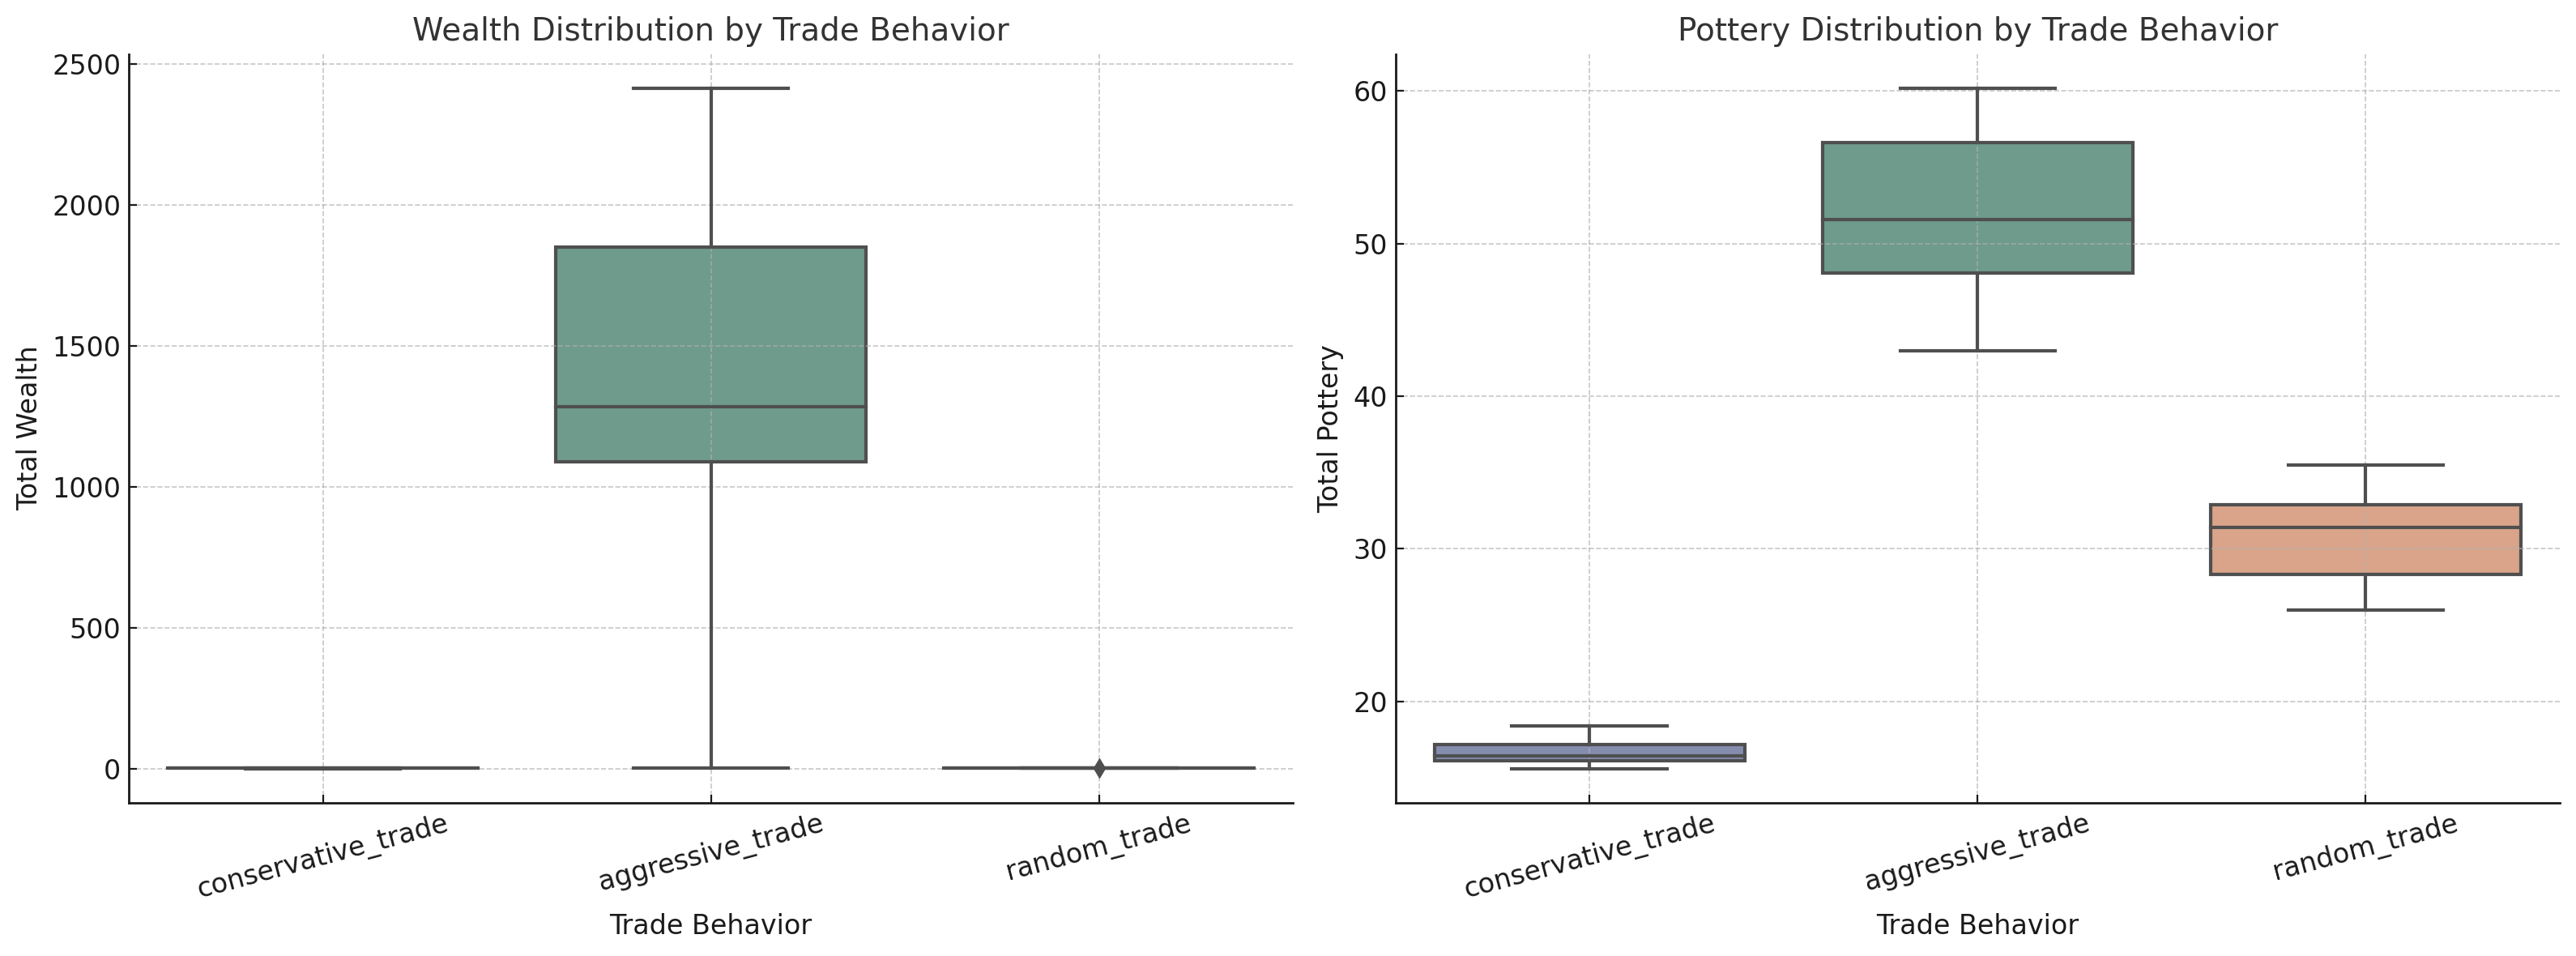 Wealth Distribution by Trade Behavior
2500
2000
1500
1000
500
0
Total Wealth
conservative_trade
aggressive_trade
random_trade
Trade Behavior
Pottery Distribution by Trade Behavior
60
50
40
30
20
Total Pottery
conservative_trade
aggressive_trade
random_trade
Trade Behavior